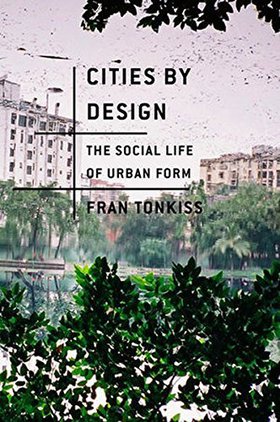 CITIES BY
DESIGN
THE SOCIAL LIFE
OF URBAN FORM
FRAN TONKISS